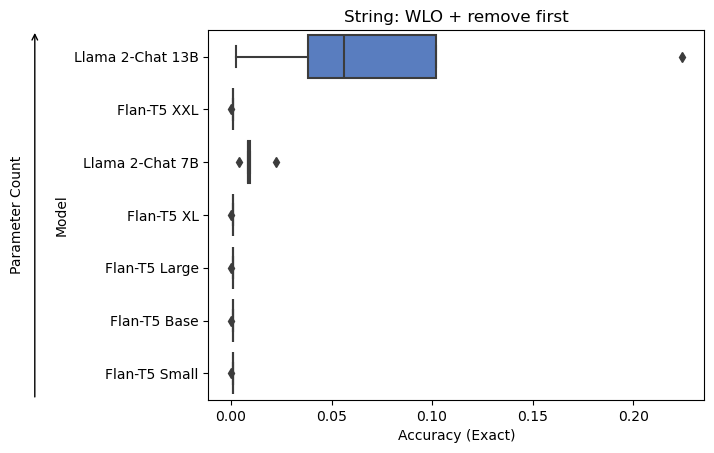 String: WLO + remove first
Parameter Count
Model
Llama 2-Chat 13B
Flan-T5 XXL
Llama 2-Chat 7B
Flan-T5 XL
Flan-T5 Large
Flan-T5 Base
Flan-T5 Small
0.00 0.05 0.10 0.15 0.20
Accuracy (Exact)